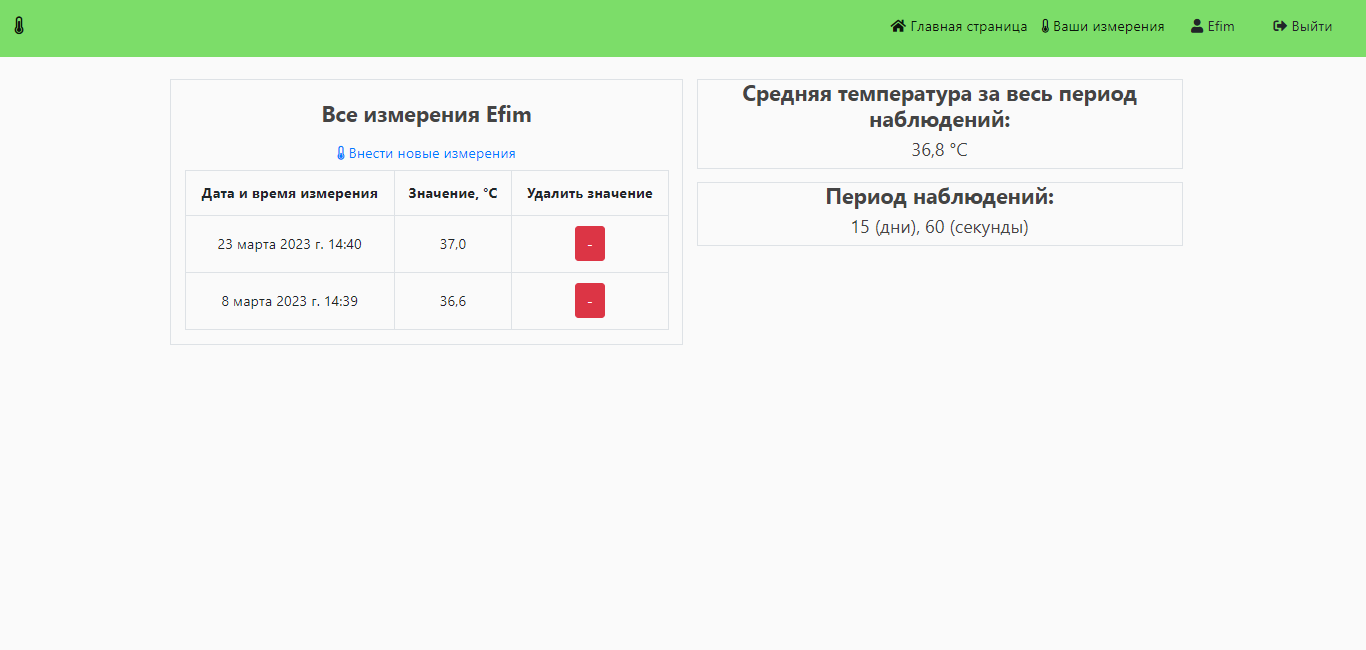 Главная страница Ваши измерения Efim Выйти
Все измерения Efim
Внести новые измерения
Дата и время измерения Значение, °C Удалить значение
23 марта 2023 г. 14:40 37,0 -
8 марта 2023 г. 14:39 36,6 -
Средняя температура за весь период
наблюдений:
36,8 °C
Период наблюдений:
15 (дни), 60 (секунды)